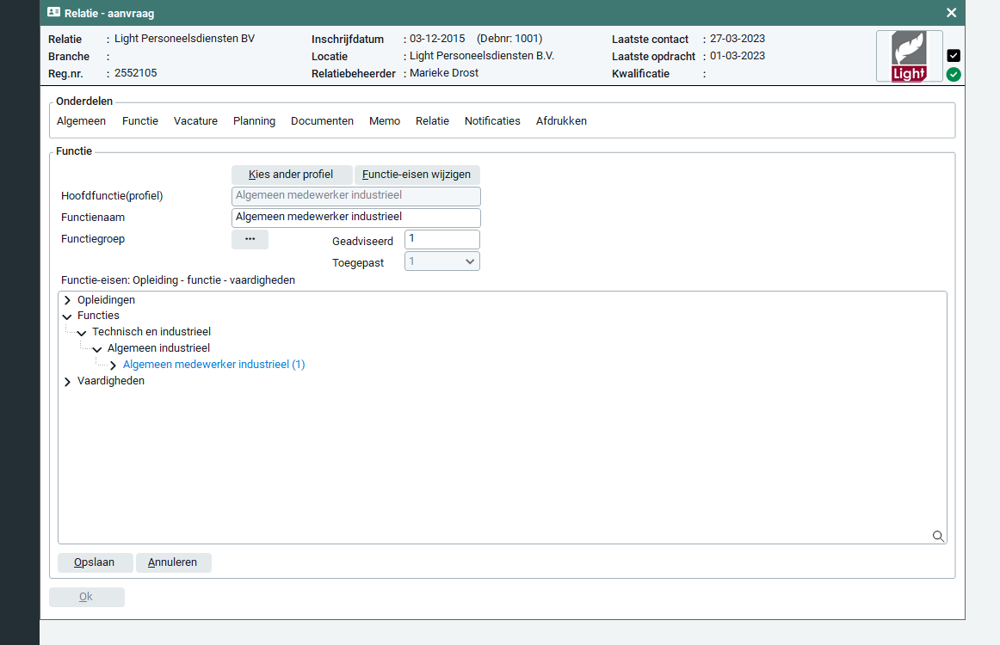 Relatie - aanvraag
Relatie : Light Personeelsdiensten BV Inschrijfdatum : 03-12-2015 (Debnr: 1001) Laatste contact : 27-03-2023
Branche : Locatie : Light Personeelsdiensten B.V. Laatste opdracht : 01-03-2023
Reg.nr. : 2552105 Relatiebeheerder : Marieke Drost Kwalificatie :
Light
Onderdelen
Algemeen Functie Vacature Planning Documenten Memo Relatie Notificaties Afdrukken
Functie
Kies ander profiel Functie-eisen wijzigen
Hoofdfunctie(profiel) Algemeen medewerker industrieel
Functienaam Algemeen medewerker industrieel
Functiegroep ... Geadviseerd 1
Toegepast 1
Functie-eisen: Opleiding - functie - vaardigheden
Opleidingen
Functies
Technisch en industrieel
Algemeen industrieel
Algemeen medewerker industrieel (1)
Vaardigheden
Opslaan Annuleren
Ok